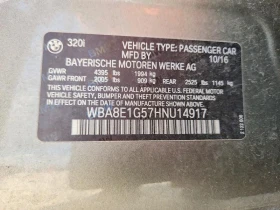 320i
VEHICLE TYPE: PASSENGER CAR
MFD BY 10/16
BAYERISCHE MOTOREN WERKE AG
GVWR 4395 lbs 1994 kg
GAWR FRONT 2005 lbs 909 kg REAR 2525 lbs 1145 kg
THIS VEHICLE CONFORMS TO ALL APPLICABLE FEDERAL MOTOR
VEHICLE SAFETY, BUMPER AND THEFT PREVENTION STANDARDS
IN EFFECT ON THE DATE OF MANUFACTURE SHOWN ABOVE.
WBA8E1G57HNU14917